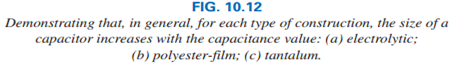 FIG. 10.12
Demonstrating that, in general, for each type of construction, the size of a
capacitor increases with the capacitance value: (a) electrolytic;
(b) polyester-film; (c) tantalum.